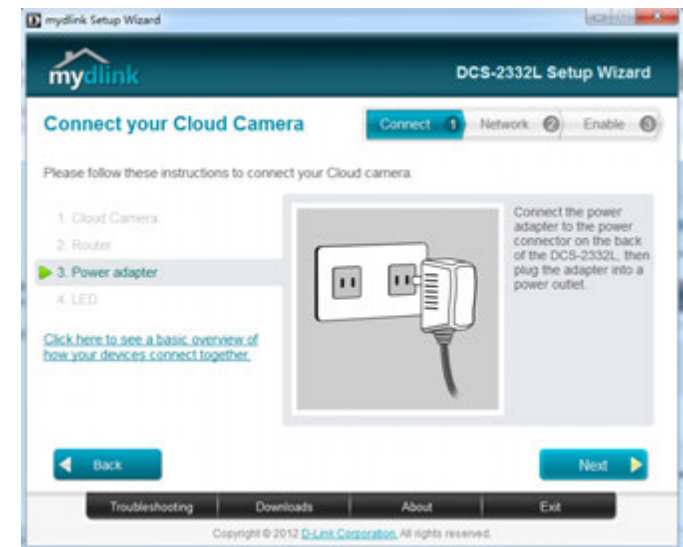 mydlink Setup Wizard
mydlink
DCS-2332L Setup Wizard
Connect your Cloud Camera
Connect 1 Network 2 Enable 3
Please follow these instructions to connect your Cloud camera.
1. Cloud Camera
2. Router
3. Power adapter
4. LED
Click here to see a basic overview of
how your devices connect together.
Connect the power
adapter to the power
connector on the back
of the DCS-2332L, then
plug the adapter into a
power outlet.
Back
Next
Troubleshooting Downloads About Exit
Copyright © 2012 D-Link Corporation. All rights reserved.